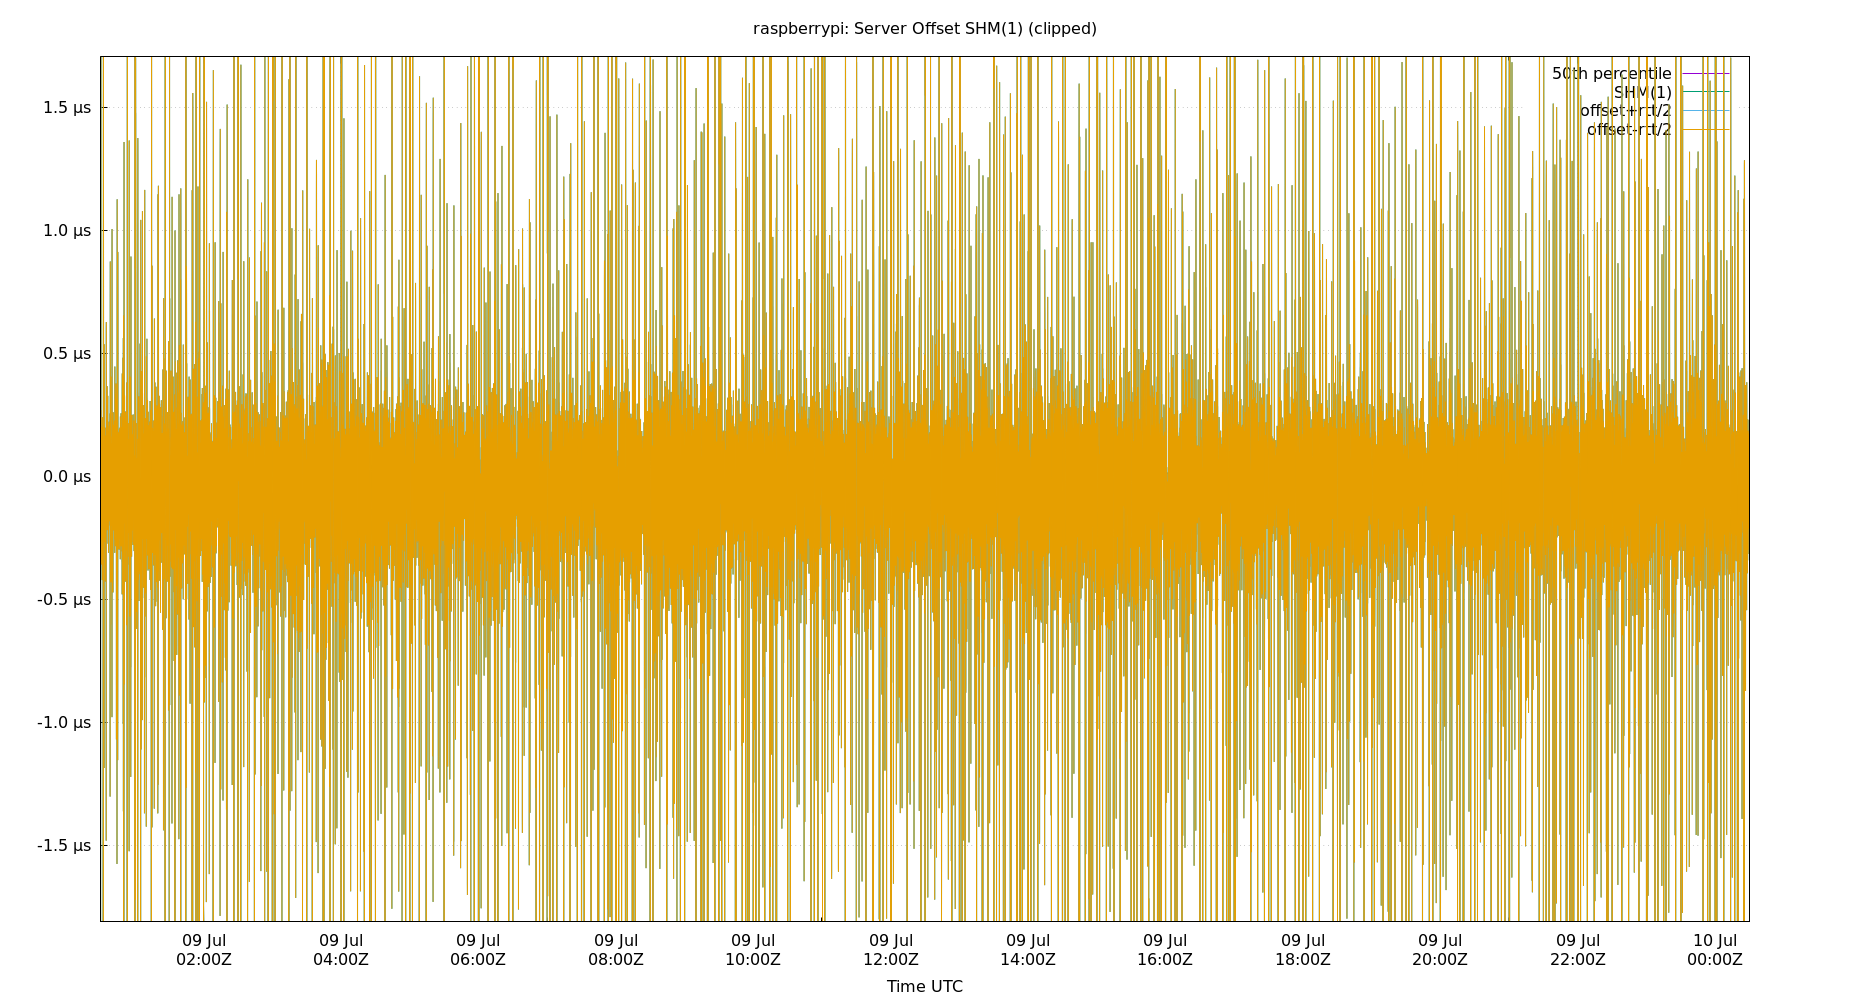 raspberrypi: Server Offset SHM(1) (clipped)
50th percentile
SHM(1)
offset+rtt/2
offset-rtt/2
1.5 µs
1.0 µs
0.5 µs
0.0 µs
-0.5 µs
-1.0 µs
-1.5 µs
09 Jul 09 Jul 09 Jul 09 Jul 09 Jul 09 Jul 09 Jul 09 Jul 09 Jul 09 Jul 09 Jul 10 Jul
02:00Z 04:00Z 06:00Z 08:00Z 10:00Z 12:00Z 14:00Z 16:00Z 18:00Z 20:00Z 22:00Z 00:00Z
Time UTC